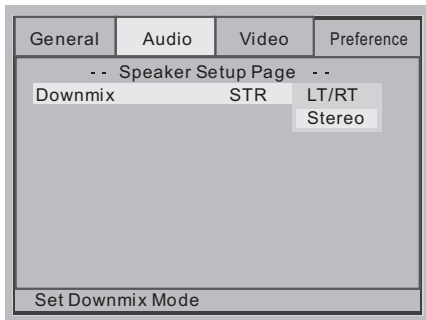 General Audio Video Preference
-- Speaker Setup Page --
Downmix STR LT/RT
Stereo
Set Downmix Mode